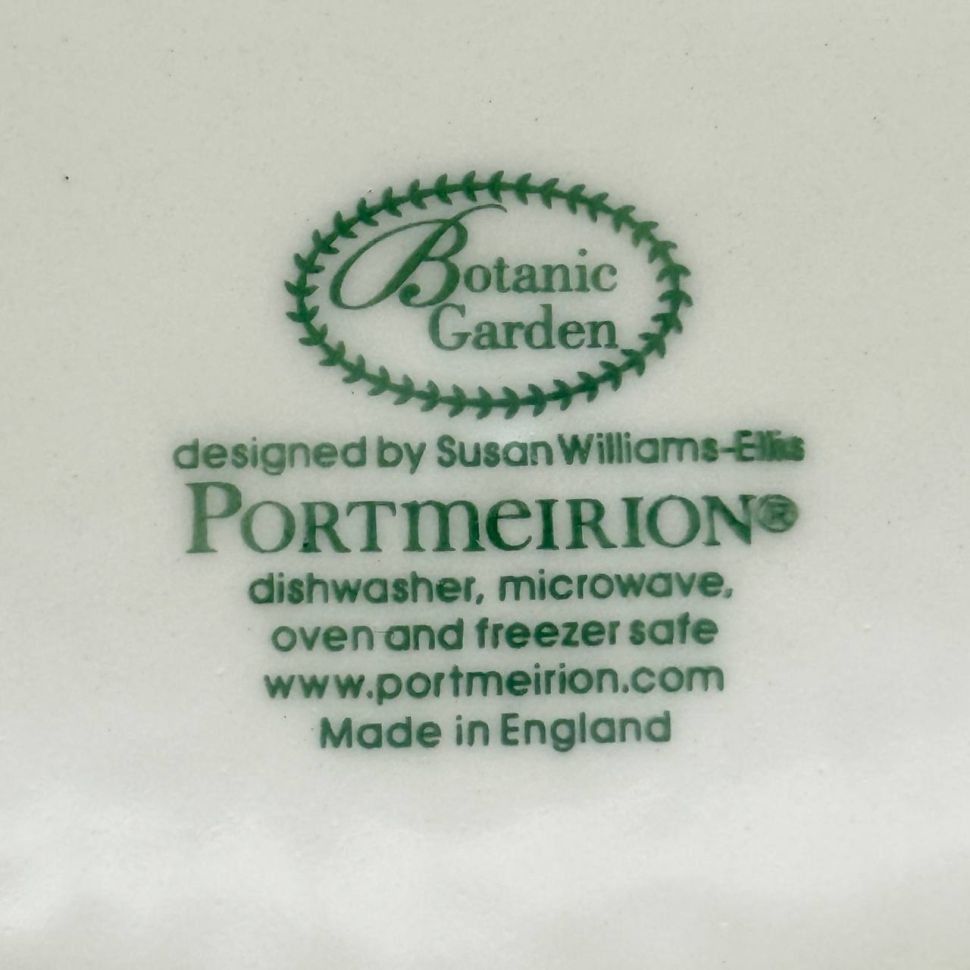 Botanic
Garden
designed by Susan Williams-Ellis
PORTMEIRION®
dishwasher, microwave,
oven and freezer safe
www.portmeirion.com
Made in England